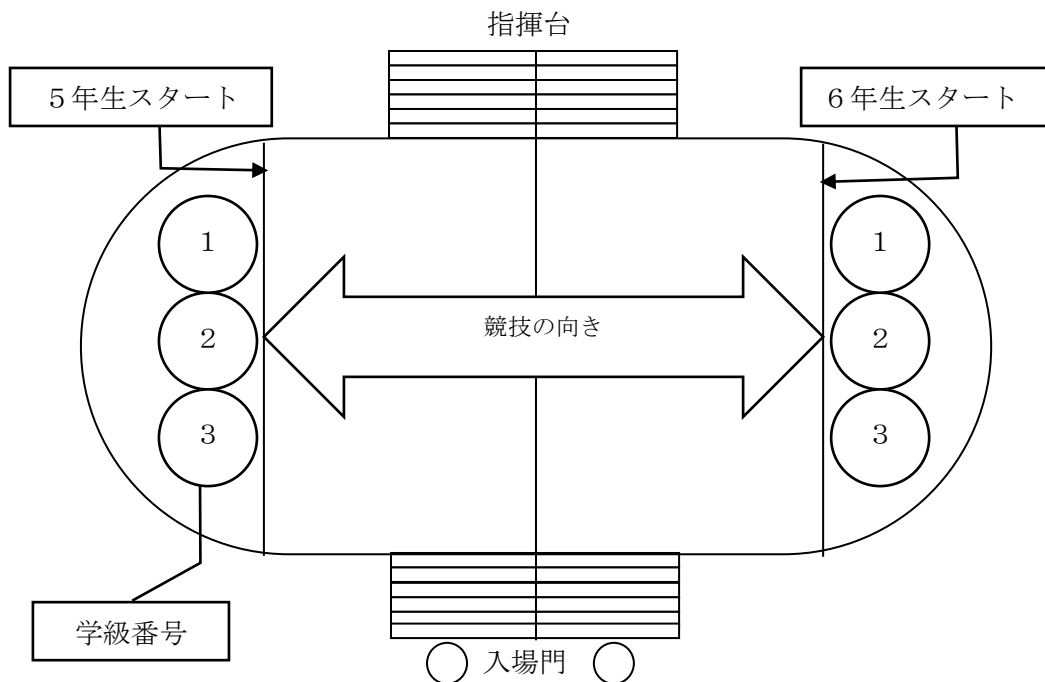 指揮台
５年生スタート
６年生スタート
１
１
競技の向き
２
２
３
３
学級番号
入場門